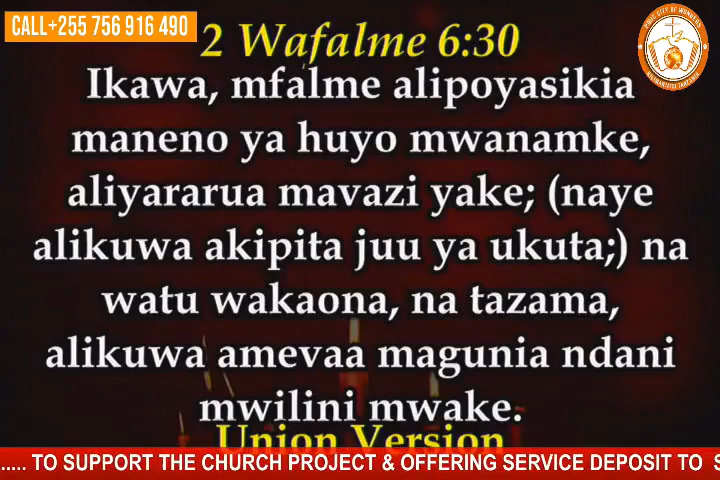 CALL+255 756 916 490
2 Wafalme 6:30
Ikawa, mfalme alipoyasikia
maneno ya huyo mwanamke,
aliyararua mavazi yake; (naye
alikuwa akipita juu ya ukuta;) na
watu wakaona, na tazama,
alikuwa amevaa magunia ndani
mwilini mwake.
Union Version
..... TO SUPPORT THE CHURCH PROJECT & OFFERING SERVICE DEPOSIT TO S